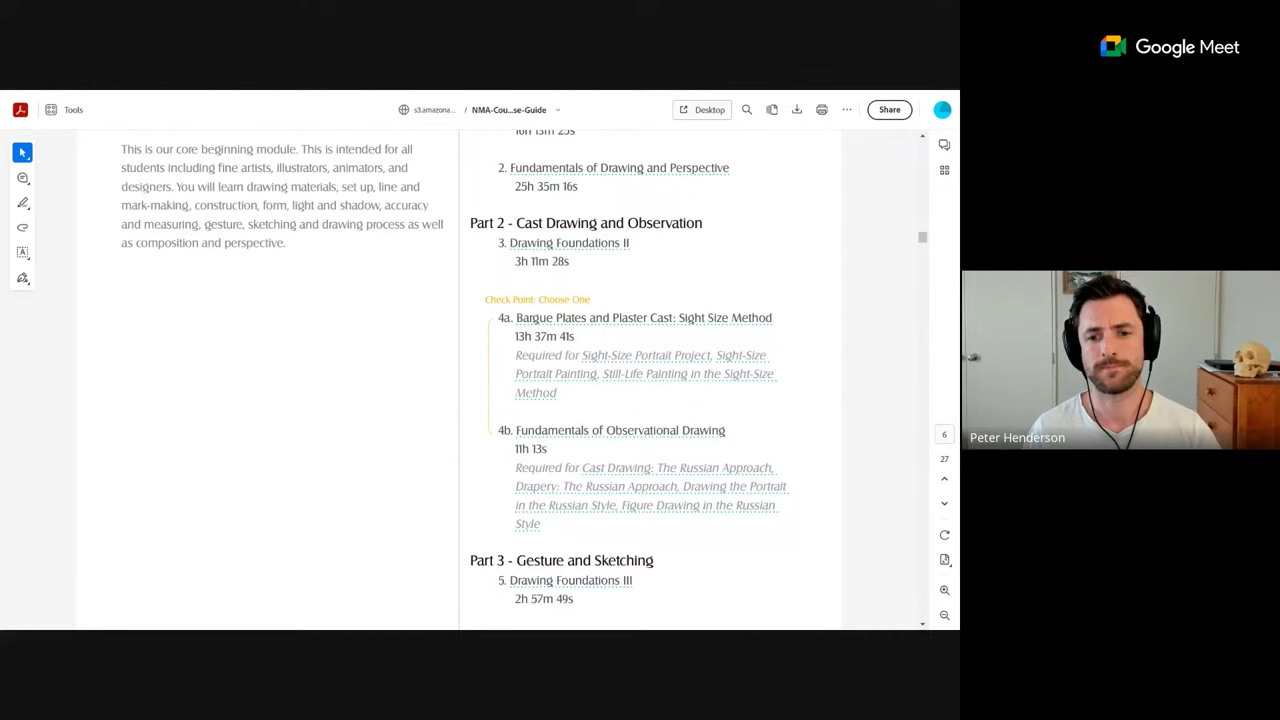 Google Meet
Tools
s3.amazona... / NMA-Cou...se-Guide
Desktop
Share
This is our core beginning module. This is intended for all
students including fine artists, illustrators, animators, and
designers. You will learn drawing materials, set up, line and
mark-making, construction, form, light and shadow, accuracy
and measuring, gesture, sketching and drawing process as well
as composition and perspective.
2. Fundamentals of Drawing and Perspective
25h 35m 16s
Part 2 - Cast Drawing and Observation
3. Drawing Foundations II
3h 11m 28s
Check Point: Choose One
4a. Bargue Plates and Plaster Cast: Sight Size Method
13h 37m 41s
Required for Sight-Size Portrait Project, Sight-Size
Portrait Painting, Still-Life Painting in the Sight-Size
Method
4b. Fundamentals of Observational Drawing
11h 13s
Required for Cast Drawing: The Russian Approach,
Drapery: The Russian Approach, Drawing the Portrait
in the Russian Style, Figure Drawing in the Russian
Style
Part 3 - Gesture and Sketching
5. Drawing Foundations III
2h 57m 49s
6
27
Peter Henderson